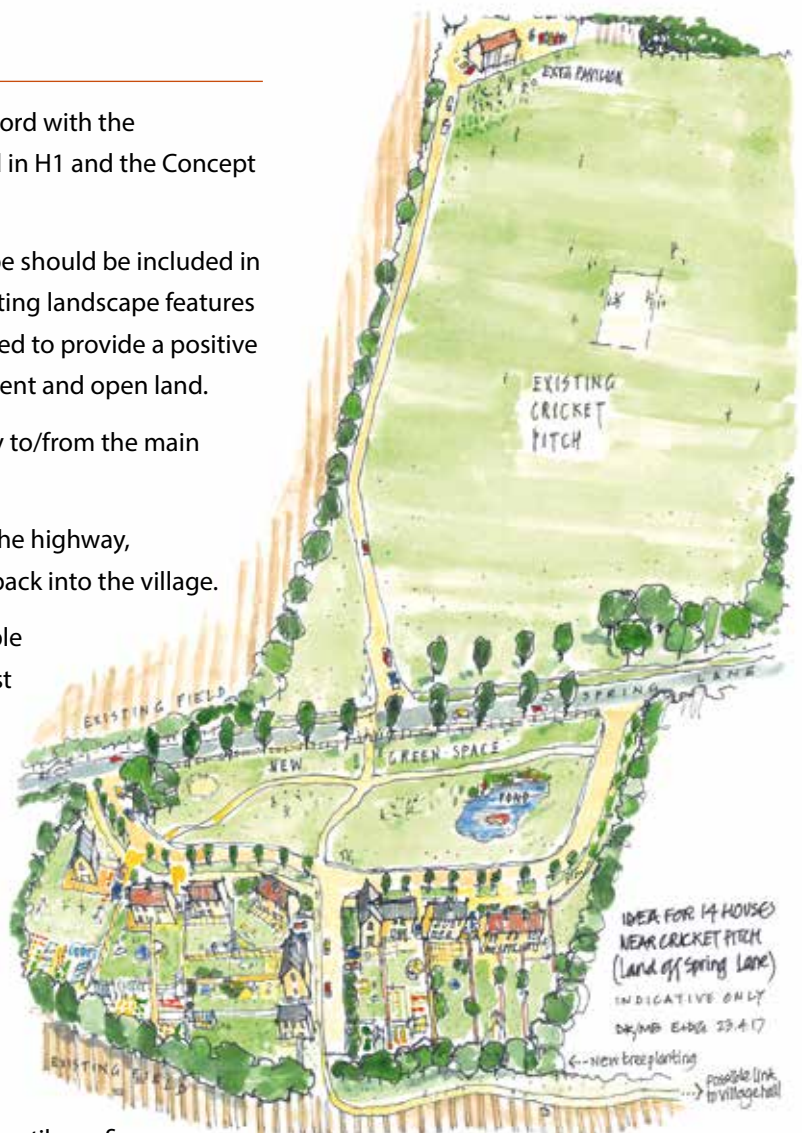 ord with the
in H1 and the Concept
e should be included in
ting landscape features
ed to provide a positive
ent and open land.
y to/from the main
he highway,
back into the village.
ole
st
EXTG PAVILION
EXISTING
CRICKET
PITCH
EXISTING FIELD
SPRING LANE
NEW GREEN SPACE
POND
IDEA FOR 14 HOUSES
NEAR CRICKET PITCH
(Land off Spring Lane)
INDICATIVE ONLY
23.4.17
New tree planting
Possible link
to village hall
EXISTING FIELD